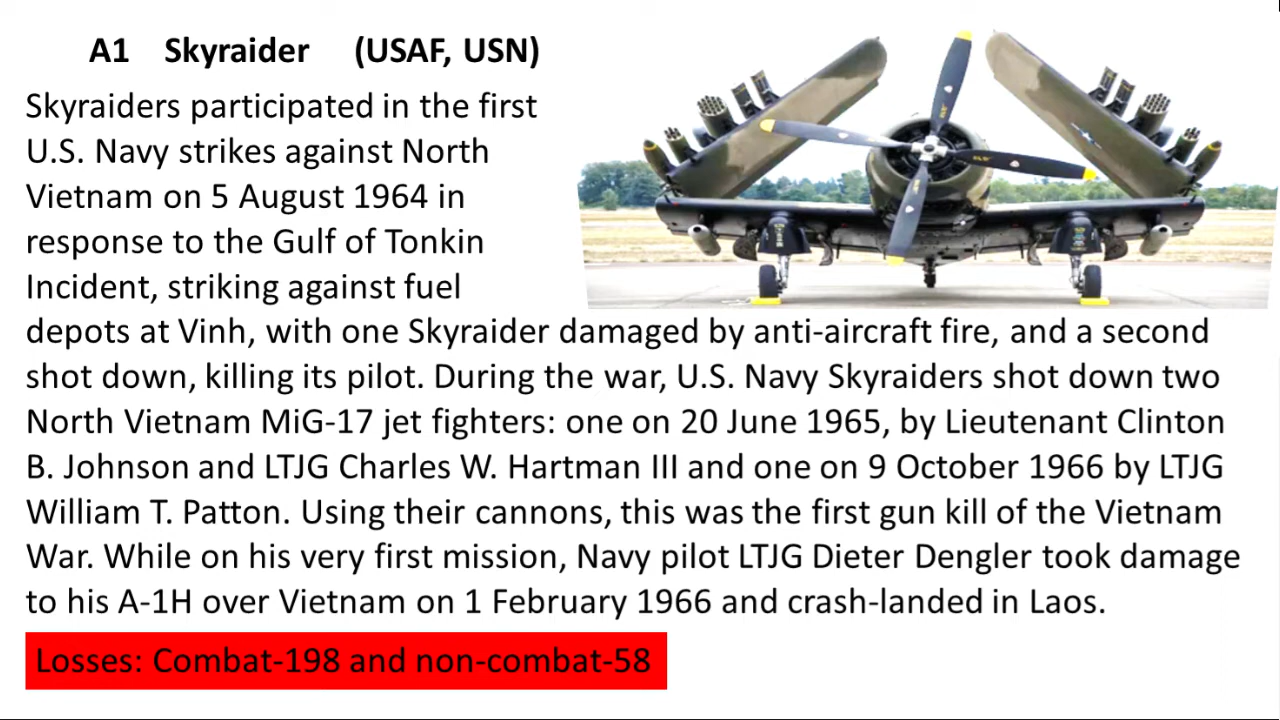 A1 Skyraider (USAF, USN)
Skyraiders participated in the first
U.S. Navy strikes against North
Vietnam on 5 August 1964 in
response to the Gulf of Tonkin
Incident, striking against fuel
depots at Vinh, with one Skyraider damaged by anti-aircraft fire, and a second
shot down, killing its pilot. During the war, U.S. Navy Skyraiders shot down two
North Vietnam MiG-17 jet fighters: one on 20 June 1965, by Lieutenant Clinton
B. Johnson and LTJG Charles W. Hartman III and one on 9 October 1966 by LTJG
William T. Patton. Using their cannons, this was the first gun kill of the Vietnam
War. While on his very first mission, Navy pilot LTJG Dieter Dengler took damage
to his A-1H over Vietnam on 1 February 1966 and crash-landed in Laos.
Losses: Combat-198 and non-combat-58